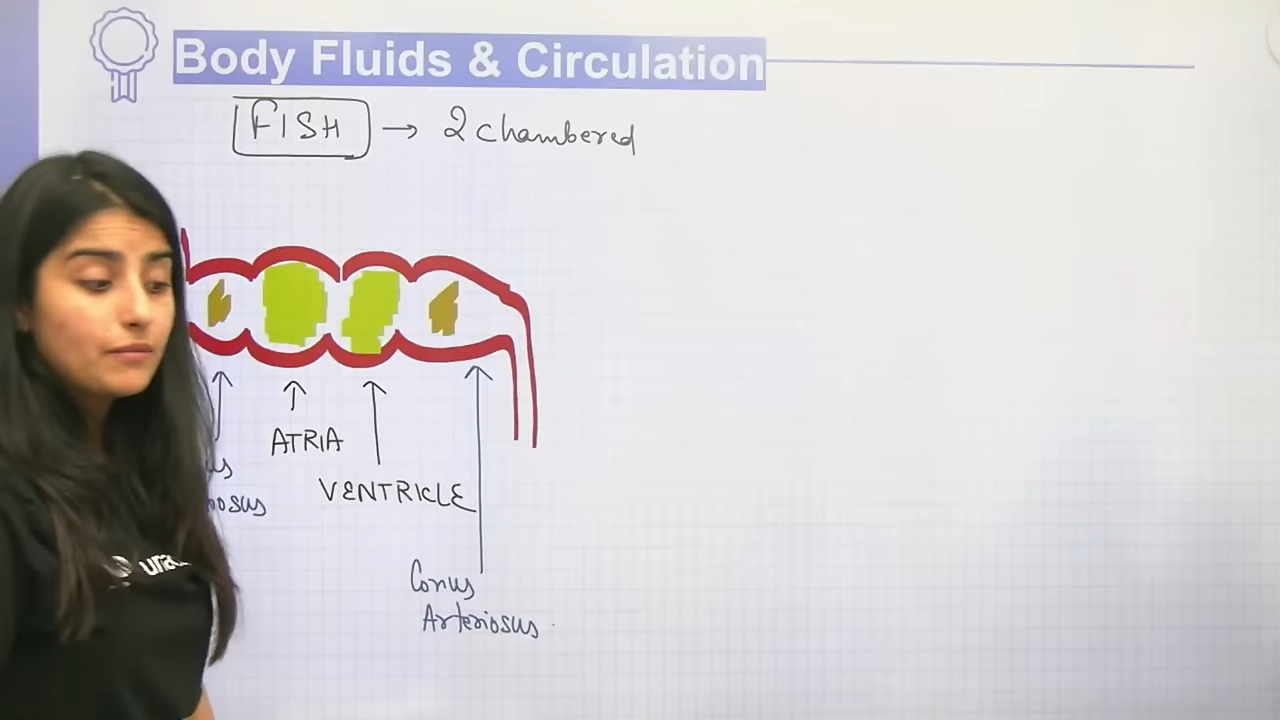 Body Fluids & Circulation
FISH → 2 chambered
ATRIA
VENTRICLE
Conus
Arteriosus